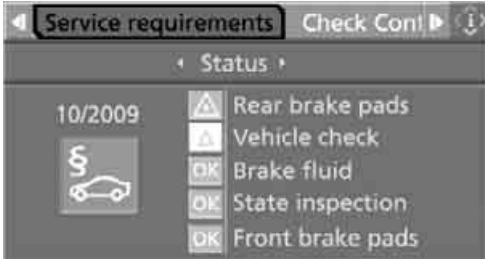 Service requirements Check Cont
Status
10/2009
Rear brake pads
Vehicle check
§
OK Brake fluid
OK State inspection
OK Front brake pads